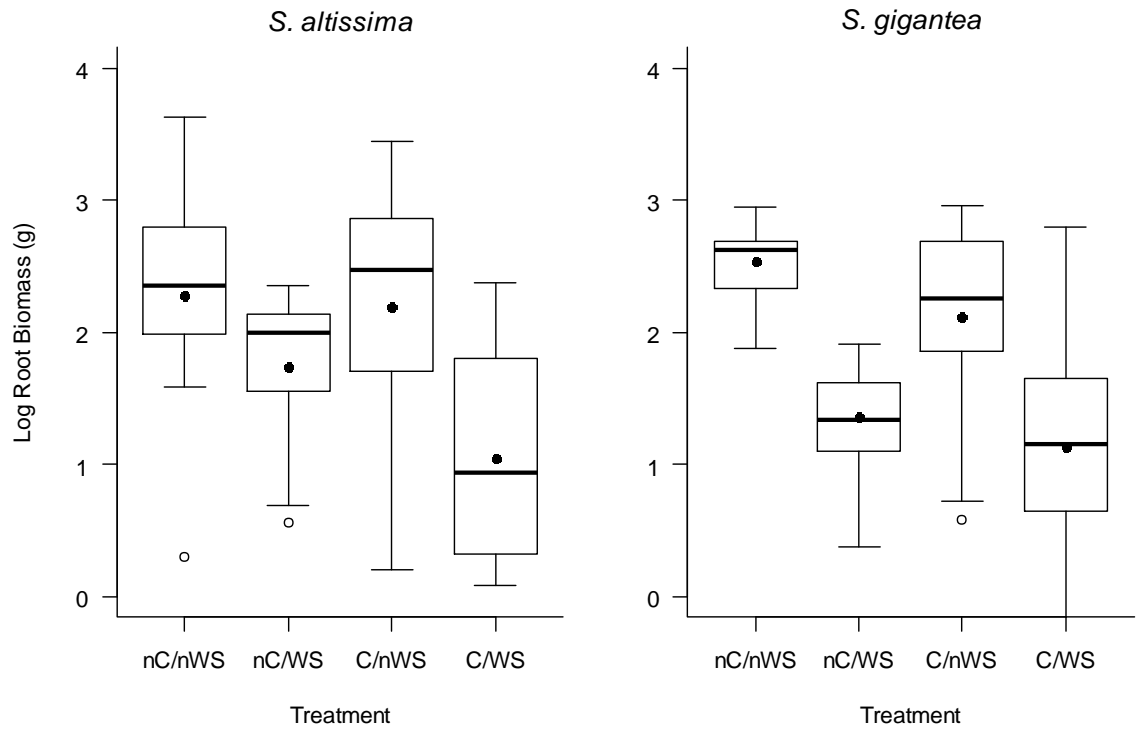 S. altissima
S. gigantea
Log Root Biomass (g)
4
3
2
1
0
nC/nWS nC/WS C/nWS C/WS
Treatment
4
3
2
1
0
nC/nWS nC/WS C/nWS C/WS
Treatment